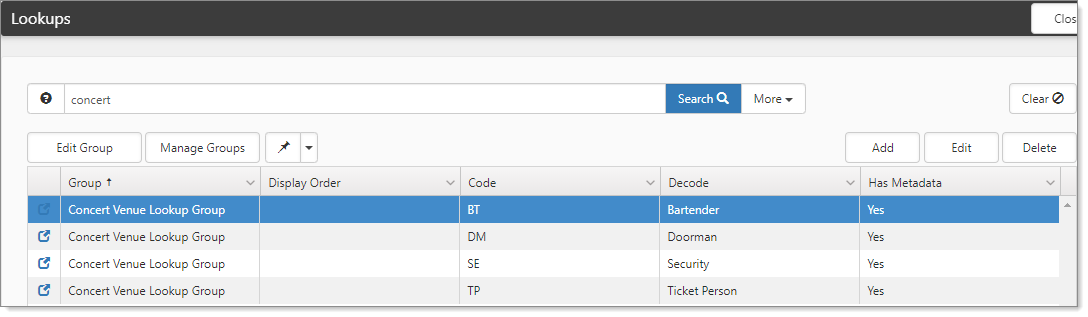 Lookups Clos
concert Search More Clear
Edit Group Manage Groups Add Edit Delete
Group Display Order Code Decode Has Metadata
Concert Venue Lookup Group BT Bartender Yes
Concert Venue Lookup Group DM Doorman Yes
Concert Venue Lookup Group SE Security Yes
Concert Venue Lookup Group TP Ticket Person Yes